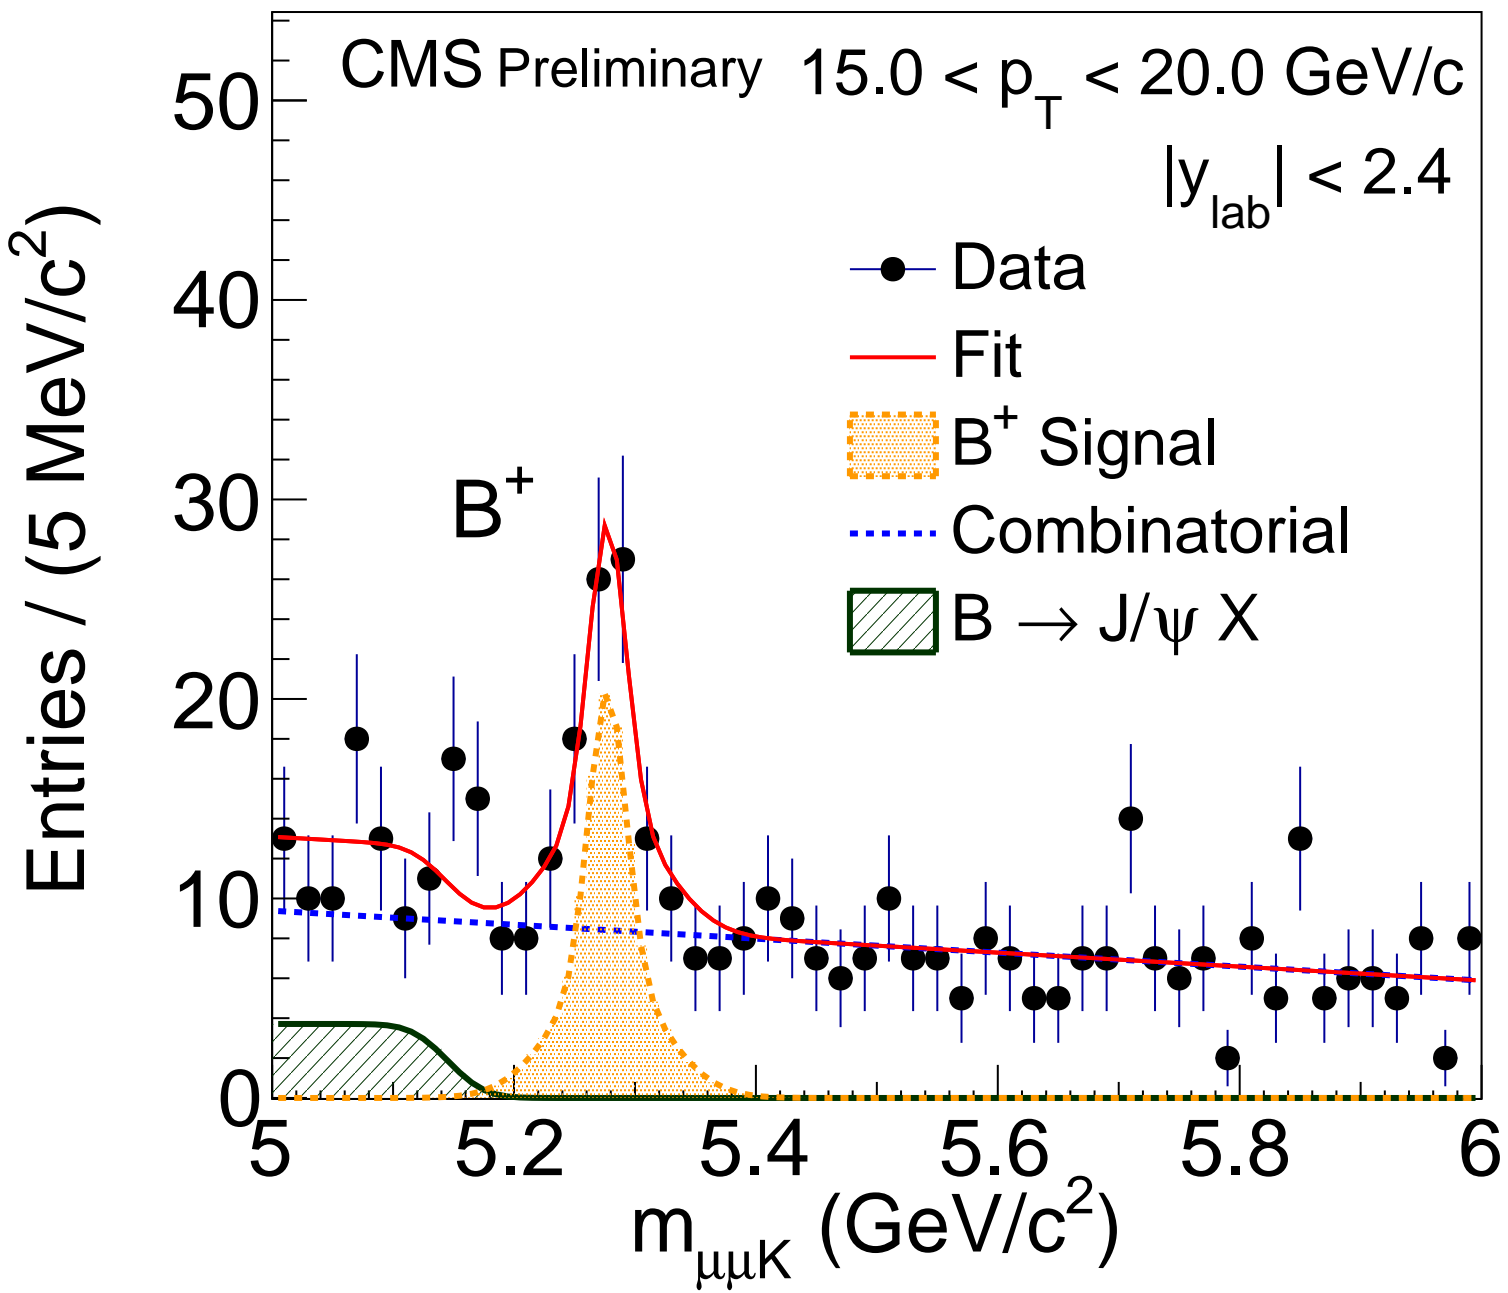 CMS Preliminary 15.0 < p_T < 20.0 GeV/c
|y_lab| < 2.4
Data
Fit
B⁺ Signal
Combinatorial
B → J/ψ X
B⁺
Entries / (5 MeV/c²)
50
40
30
20
10
0
5 5.2 5.4 5.6 5.8 6
m_μμK (GeV/c²)